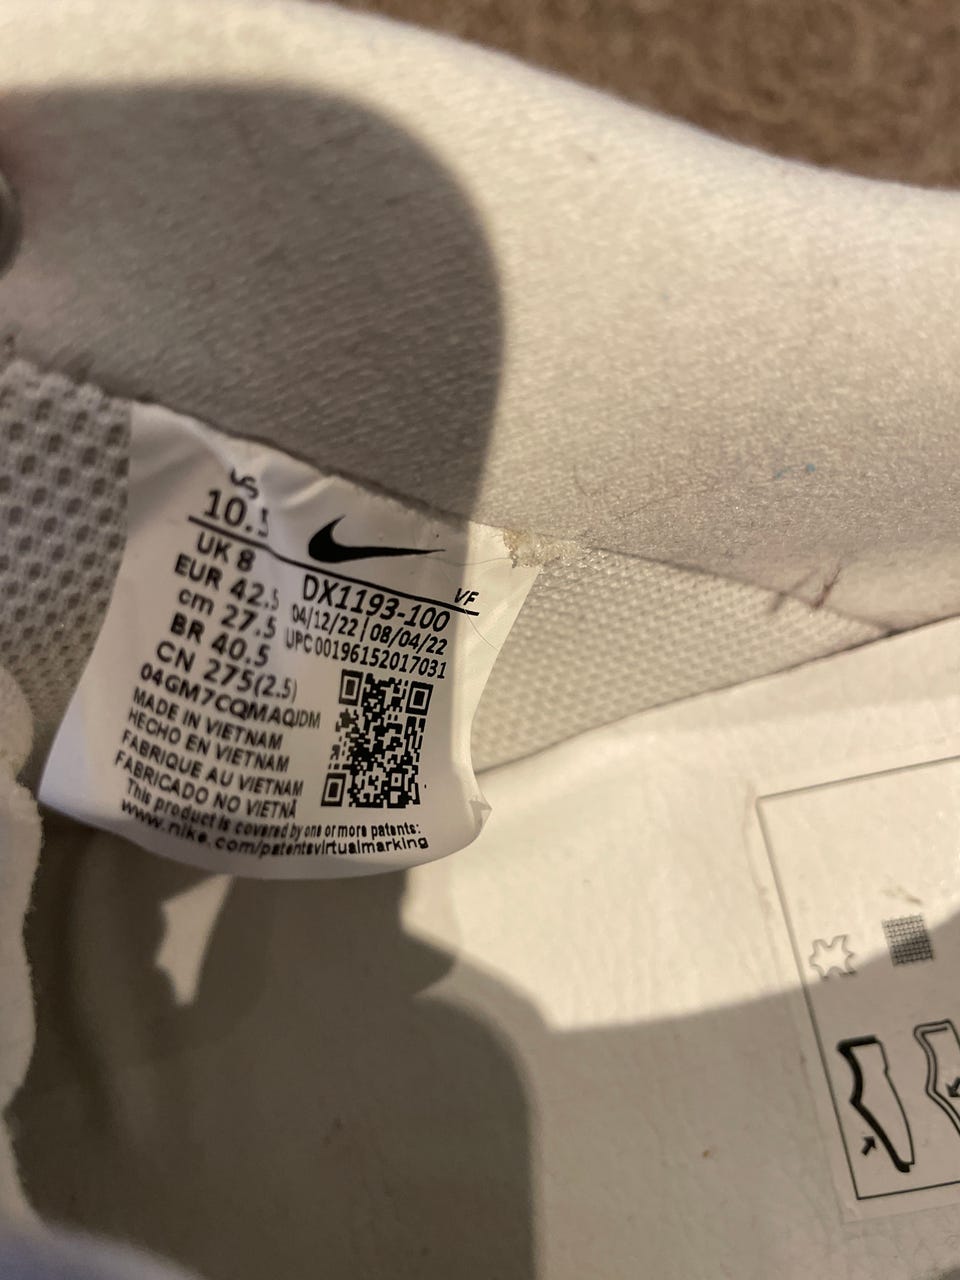 US
10.5
UK 8
EUR 42.5
cm 27.5
BR 40.5
CN 275(2.5)
04GM7CQMAQJDM
MADE IN VIETNAM
HECHO EN VIETNAM
FABRIQUE AU VIETNAM
FABRICADO NO VIETNÃ
VF
DX1193-100
04/12/22 | 08/04/22
UPC 00196152017031
This product is covered by one or more patents:
www.nike.com/patentsvirtualmarking